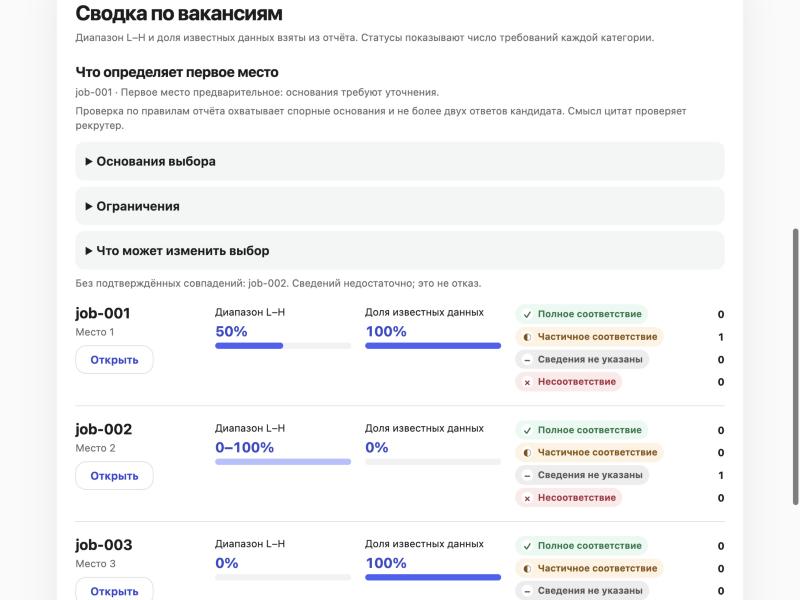 Сводка по вакансиям
Диапазон L–H и доля известных данных взяты из отчёта. Статусы показывают число требований каждой категории.
Что определяет первое место
job-001 · Первое место предварительное: основания требуют уточнения.
Проверка по правилам отчёта охватывает спорные основания и не более двух ответов кандидата. Смысл цитат проверяет
рекрутер.
Основания выбора
Ограничения
Что может изменить выбор
Без подтверждённых совпадений: job-002. Сведений недостаточно; это не отказ.
job-001
Место 1
Открыть
Диапазон L–H
50%
Доля известных данных
100%
Полное соответствие 0
Частичное соответствие 1
Сведения не указаны 0
Несоответствие 0
job-002
Место 2
Открыть
Диапазон L–H
0–100%
Доля известных данных
0%
Полное соответствие 0
Частичное соответствие 0
Сведения не указаны 1
Несоответствие 0
job-003
Место 3
Открыть
Диапазон L–H
0%
Доля известных данных
100%
Полное соответствие 0
Частичное соответствие 0
Сведения не указаны 0